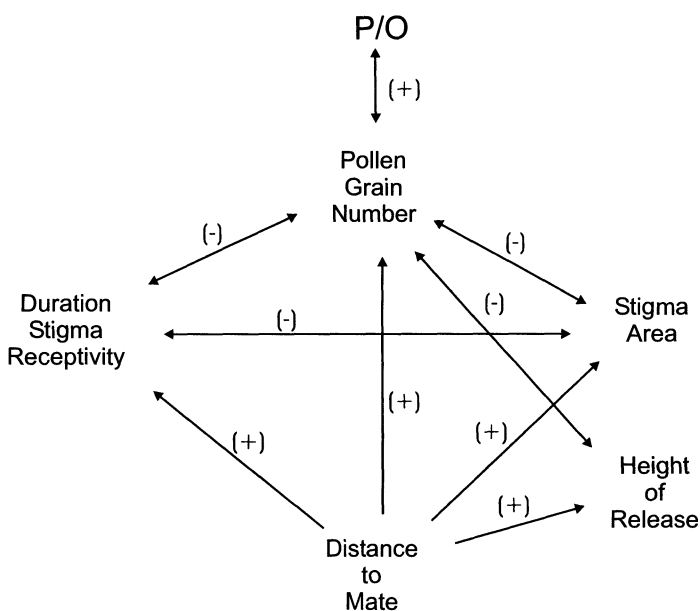 P/O
(+)
Pollen
Grain
Number
(-)
(-)
Duration
Stigma
Receptivity
(-)
(-)
Stigma
Area
(+)
(+)
(+)
(+)
Height
of
Release
Distance
to
Mate